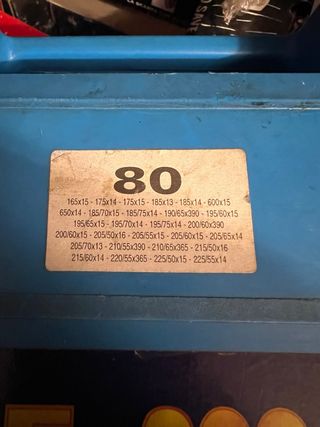 80
165x15 - 175x14 - 175x15 - 185x13 - 185x14 - 600x15
650x14 - 185/70x15 - 185/75x14 - 190/65x390 - 195/60x15
195/65x15 - 195/70x14 - 195/75x14 - 200/60x390
200/60x15 - 205/50x16 - 205/55x15 - 205/60x15 - 205/65x14
205/70x13 - 210/55x390 - 210/65x365 - 215/50x16
215/60x14 - 220/55x365 - 225/50x15 - 225/55x14